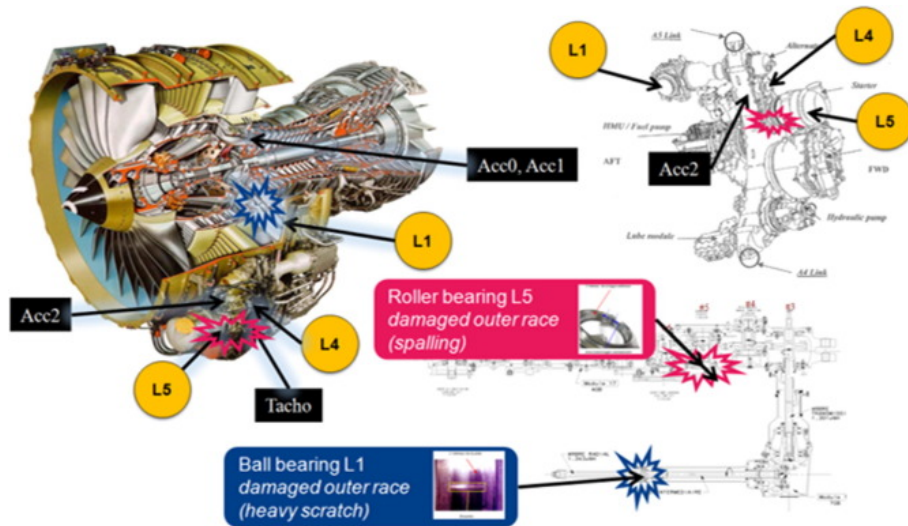 L1
L4
A3 Link
Alternator
Starter
HMU / Fuel pump
L5
AFT
Acc2
FWD
Acc0, Acc1
L1
Hydraulic pump
Lube module
A4 Link
Roller bearing L5
damaged outer race
(spalling)
Acc2
L4
L5
Tacho
Ball bearing L1
damaged outer race
(heavy scratch)